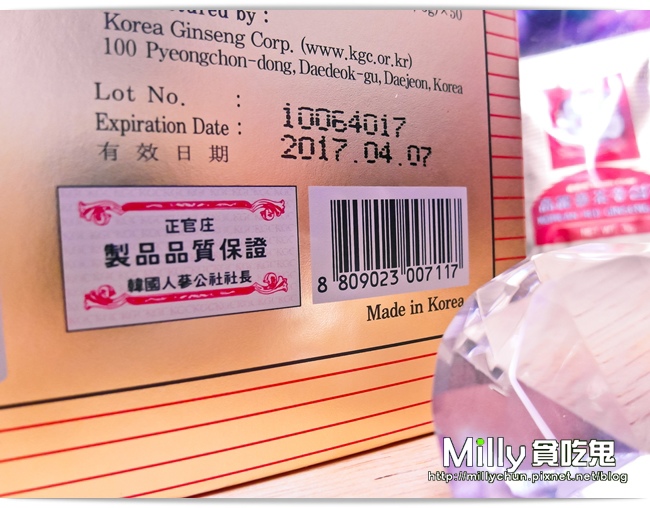 by :
) × 50
Korea Ginseng Corp. (www.kgc.or.kr)
100 Pyeongchon-dong, Daedeok-gu, Daejeon, Korea
Lot No. : 10064017
Expiration Date : 2017.04.07
有效日期
正官庄
製品品質保證
韓國人蔘公社社長
8 809023 007117
Made in Korea
Milly 貪吃鬼
http://millychun.pixnet.net/blog